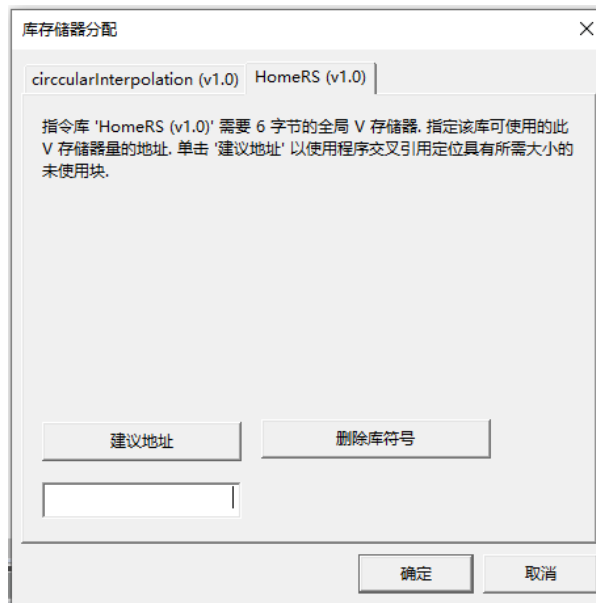 库存储器分配
circcularInterpolation (v1.0) HomeRS (v1.0)
指令库 'HomeRS (v1.0)' 需要 6 字节的全局 V 存储器. 指定该库可使用的此
V 存储器量的地址. 单击 '建议地址' 以使用程序交叉引用定位具有所需大小的
未使用块.
建议地址 删除库符号
确定 取消